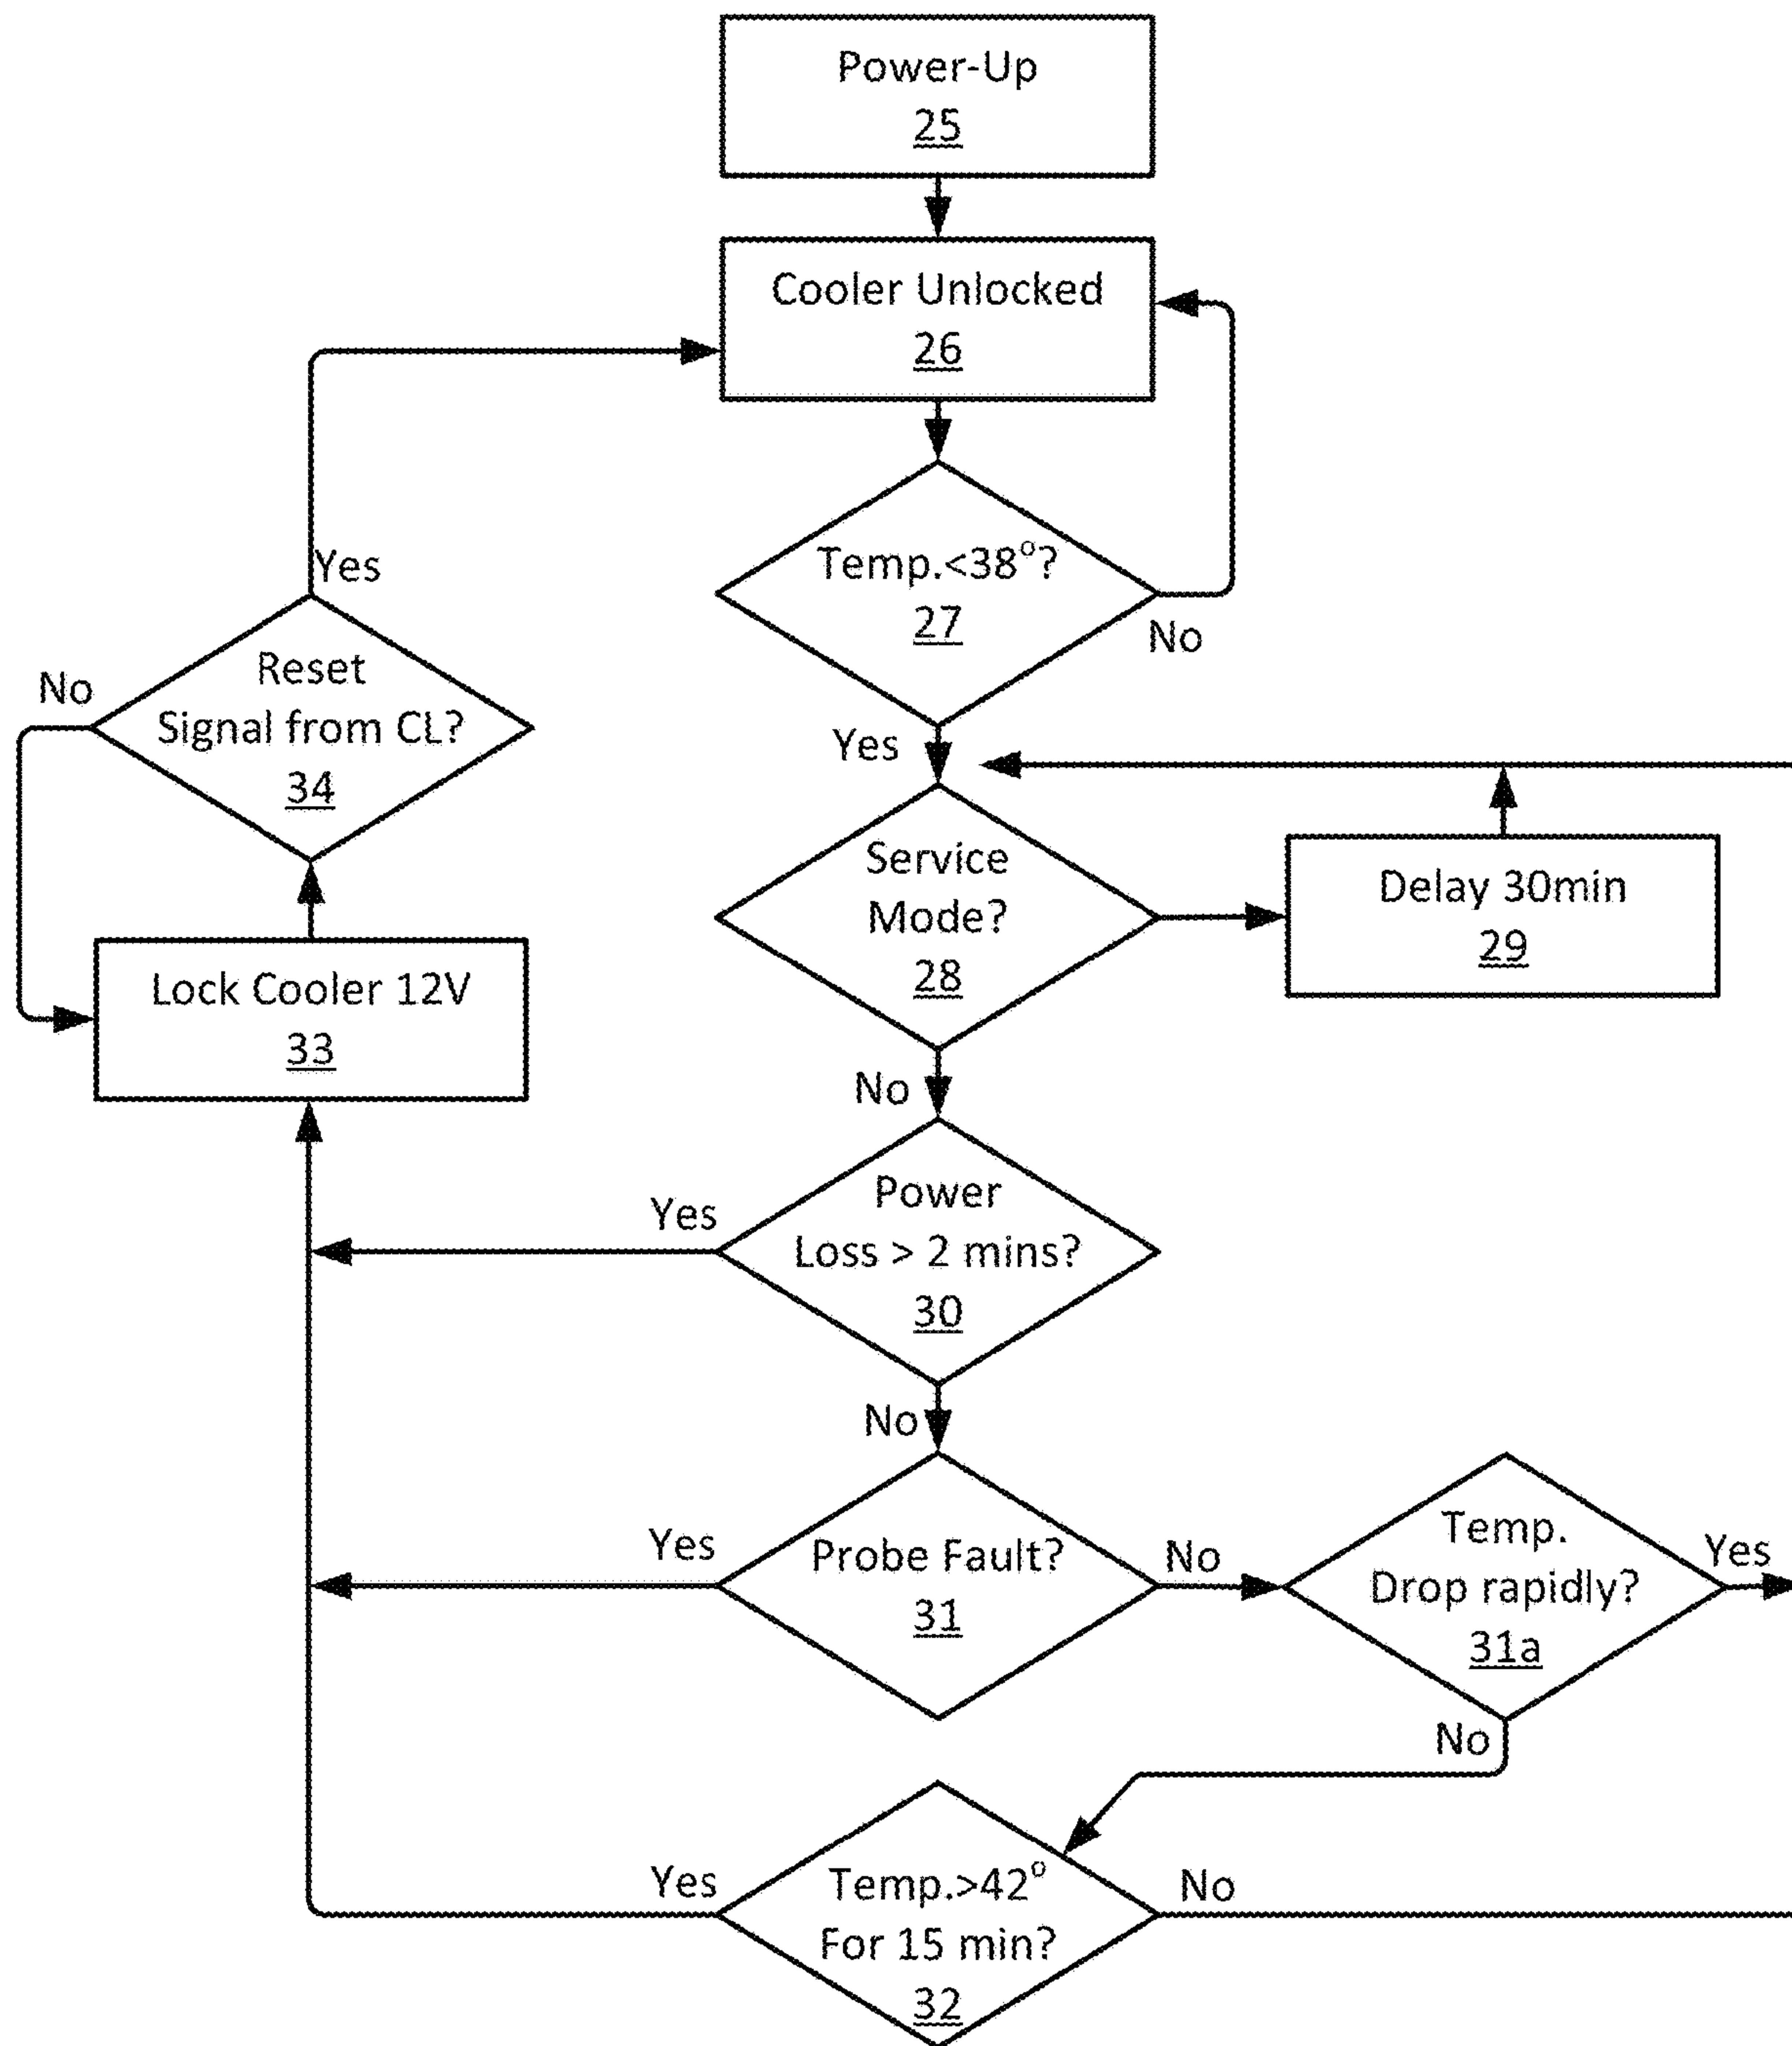 Power-Up
25
Cooler Unlocked
26
Temp.<38°?
27
No
Yes
Yes
Reset
Signal from CL?
34
No
Lock Cooler 12V
33
Service
Mode?
28
Delay 30min
29
No
Power
Loss > 2 mins?
30
Yes
No
Probe Fault?
31
Yes
No
Temp.
Drop rapidly?
31a
Yes
No
Temp.>42°
For 15 min?
32
Yes
No